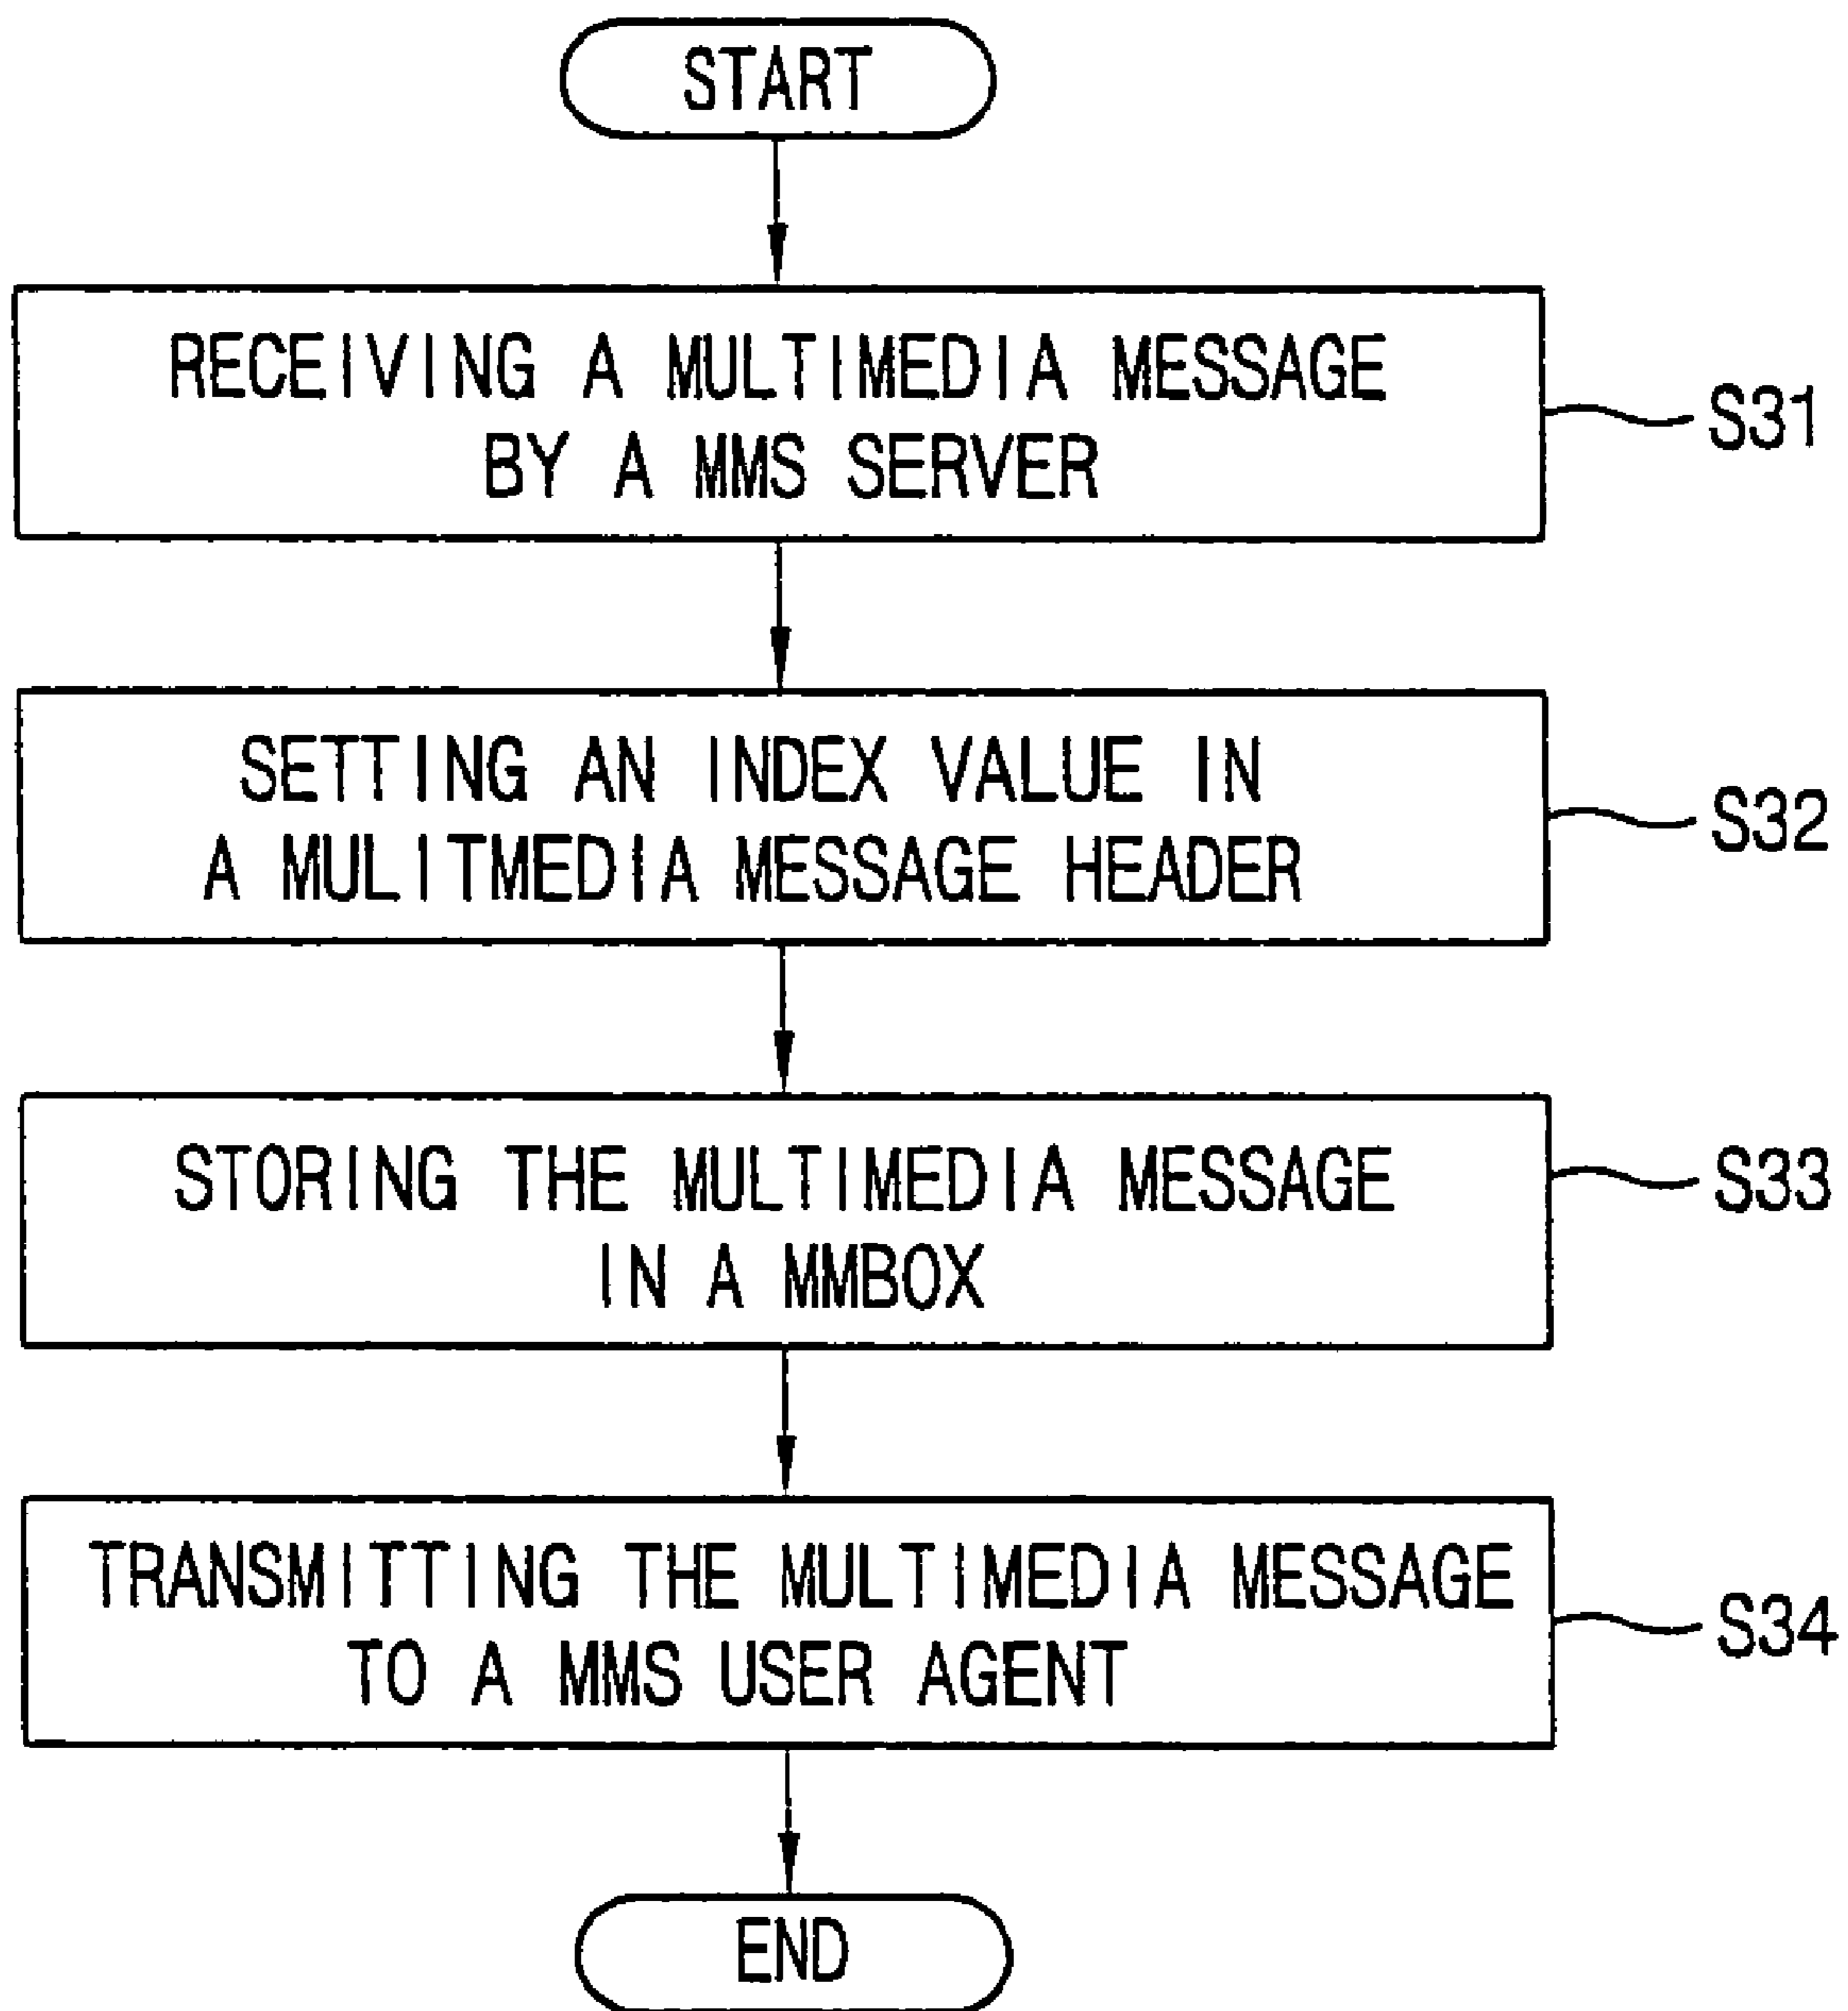 START
RECEIVING A MULTIMEDIA MESSAGE
BY A MMS SERVER
S31
SETTING AN INDEX VALUE IN
A MULITMEDIA MESSAGE HEADER
S32
STORING THE MULTIMEDIA MESSAGE
IN A MMBOX
S33
TRANSMITTING THE MULTIMEDIA MESSAGE
TO A MMS USER AGENT
S34
END